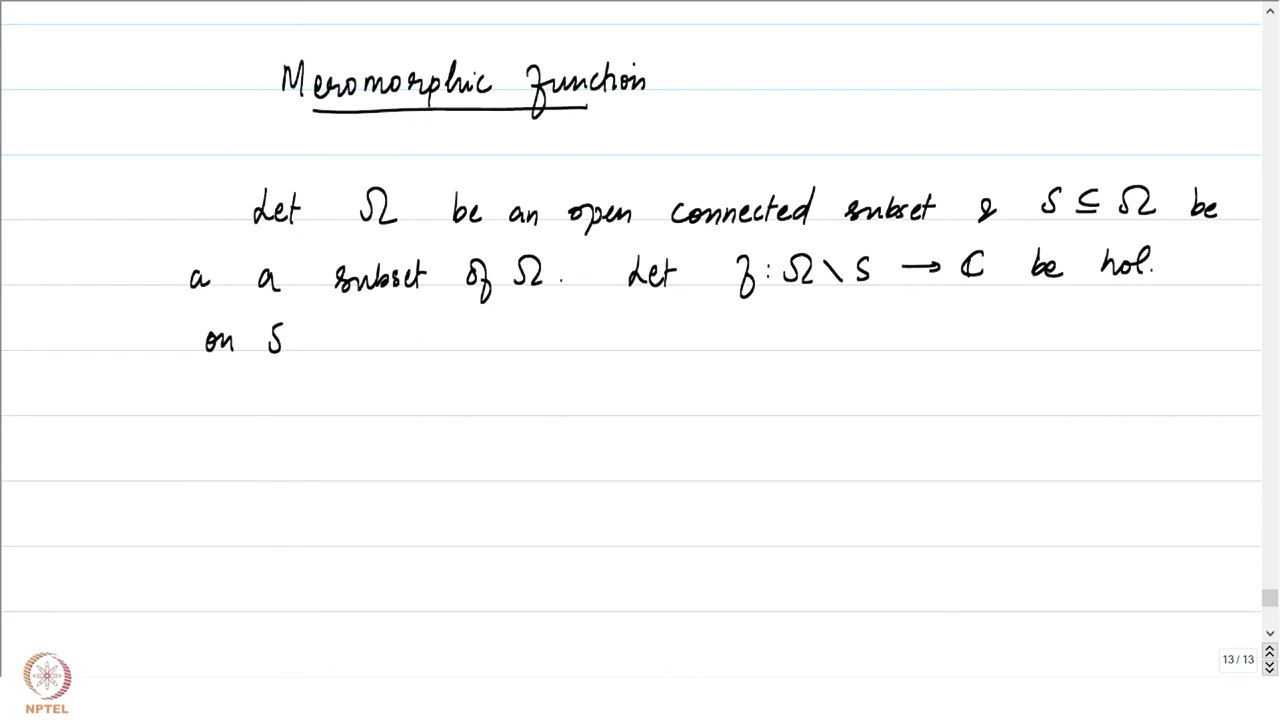 Meromorphic function
Let Ω be an open connected subset & S ⊆ Ω be
a a subset of Ω. Let f : Ω \ S → ℂ be hol.
on S
13 / 13
NPTEL